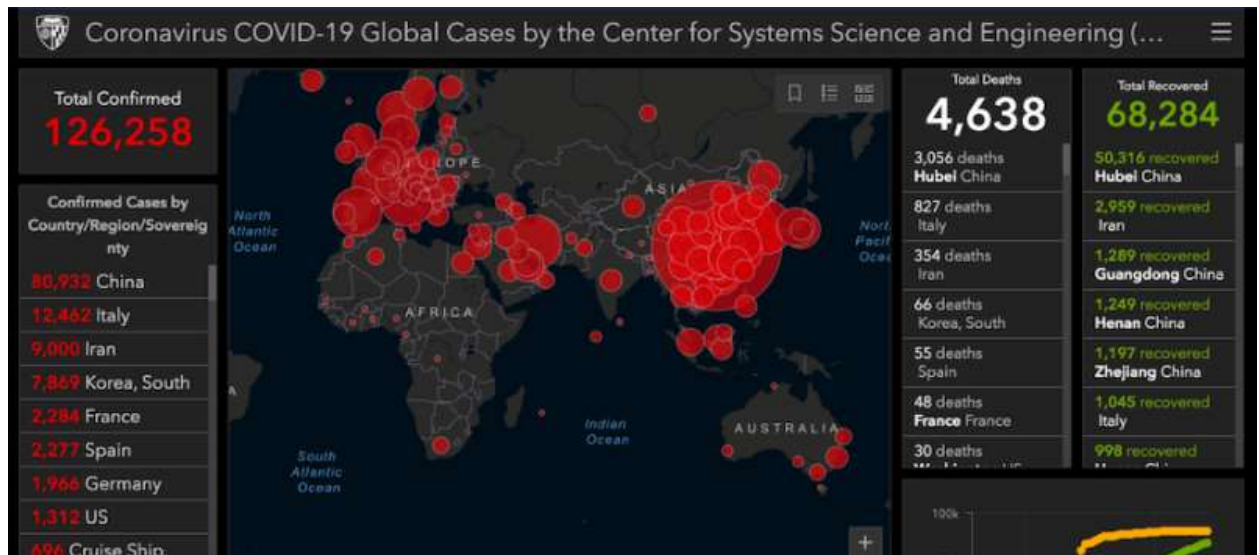 Coronavirus COVID-19 Global Cases by the Center for Systems Science and Engineering (...
Total Confirmed
126,258
Confirmed Cases by
Country/Region/Sovereig
nty
80,932 China
12,462 Italy
9,000 Iran
7,869 Korea, South
2,284 France
2,277 Spain
1,966 Germany
1,312 US
696 Cruise Ship
North
Atlantic
Ocean
EUROPE
ASIA
AFRICA
South
Atlantic
Ocean
Indian
Ocean
AUSTRALIA
Total Deaths
4,638
3,056 deaths
Hubei China
827 deaths
Italy
354 deaths
Iran
66 deaths
Korea, South
55 deaths
Spain
48 deaths
France France
30 deaths
Total Recovered
68,284
50,316 recovered
Hubei China
2,959 recovered
Iran
1,289 recovered
Guangdong China
1,249 recovered
Henan China
1,197 recovered
Zhejiang China
1,045 recovered
Italy
998 recovered
100k